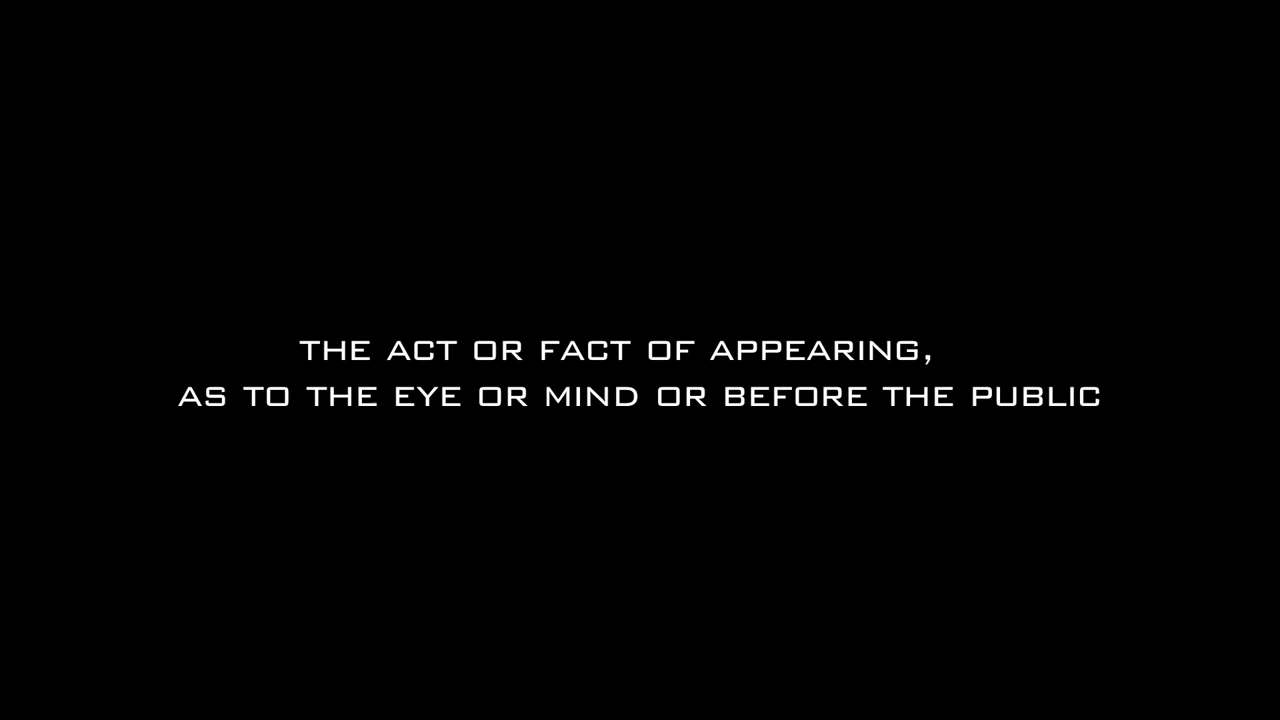 THE ACT OR FACT OF APPEARING,
AS TO THE EYE OR MIND OR BEFORE THE PUBLIC